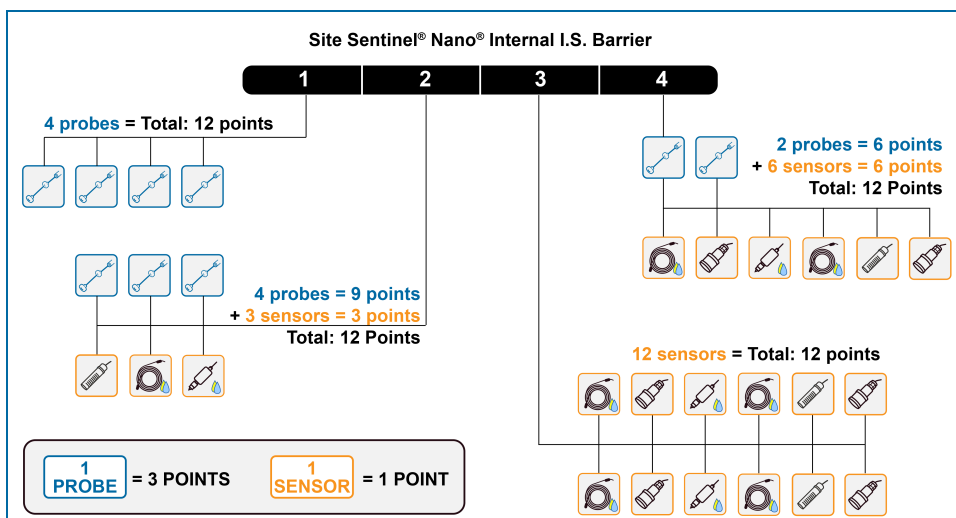 Site Sentinel® Nano® Internal I.S. Barrier
1 2 3 4
4 probes = Total: 12 points
2 probes = 6 points
+ 6 sensors = 6 points
Total: 12 Points
4 probes = 9 points
+ 3 sensors = 3 points
Total: 12 Points
12 sensors = Total: 12 points
1 PROBE = 3 POINTS
1 SENSOR = 1 POINT